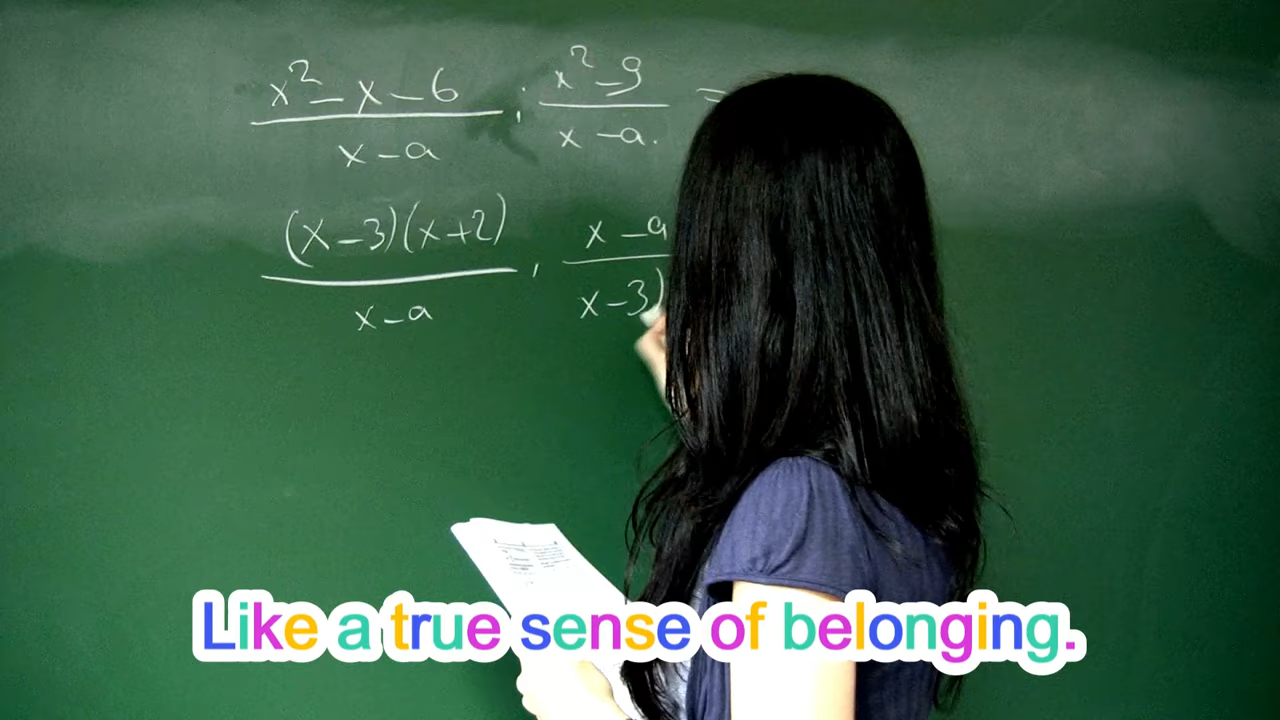 x² - x - 6 / x - a : x² - 9 / x - a. =
(x - 3)(x + 2) / x - a · x - a / x - 3)
Like a true sense of belonging.